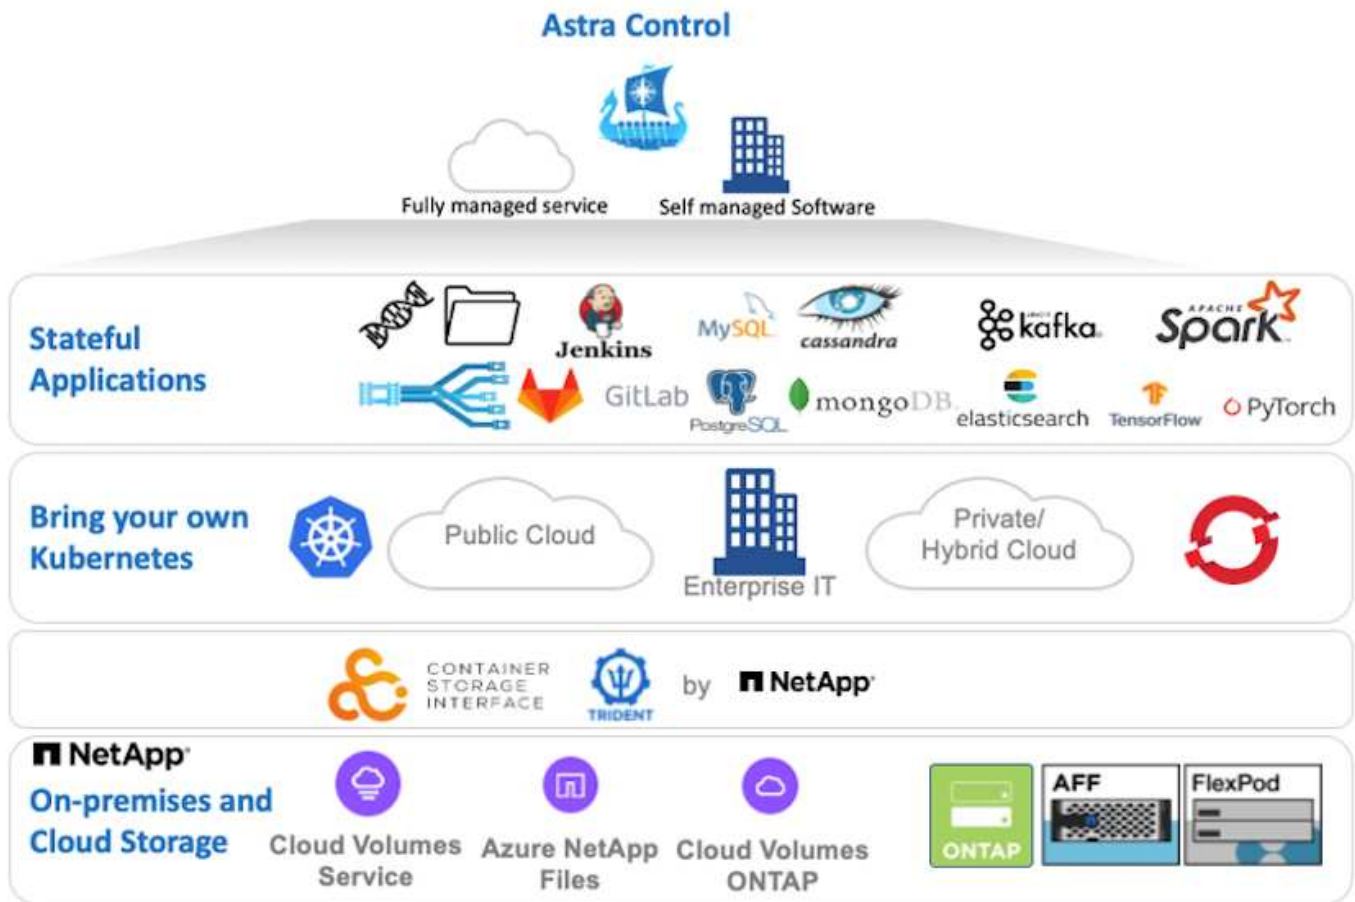 Astra Control
Fully managed service
Self managed Software
Stateful
Applications
Jenkins
MySQL
cassandra
kafka
APACHE
Spark
GitLab
PostgreSQL
mongoDB
elasticsearch
TensorFlow
PyTorch
Bring your own
Kubernetes
Public Cloud
Enterprise IT
Private/
Hybrid Cloud
CONTAINER
STORAGE
INTERFACE
TRIDENT
by
NetApp
NetApp
On-premises and
Cloud Storage
Cloud Volumes
Service
Azure NetApp
Files
Cloud Volumes
ONTAP
ONTAP
AFF
FlexPod